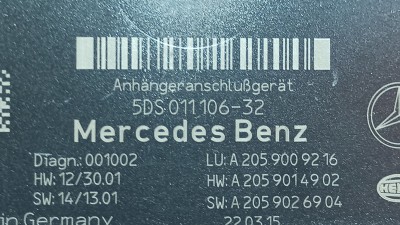 Anhängeranschlußgerät
5DS 011 106-32
Mercedes Benz
Diagn.: 001002 LU: A 205 900 92 16
HW: 12/30.01 HW: A 205 901 49 02
SW: 14/13.01 SW: A 205 902 69 04
in Germany 22.03.15
HELLA